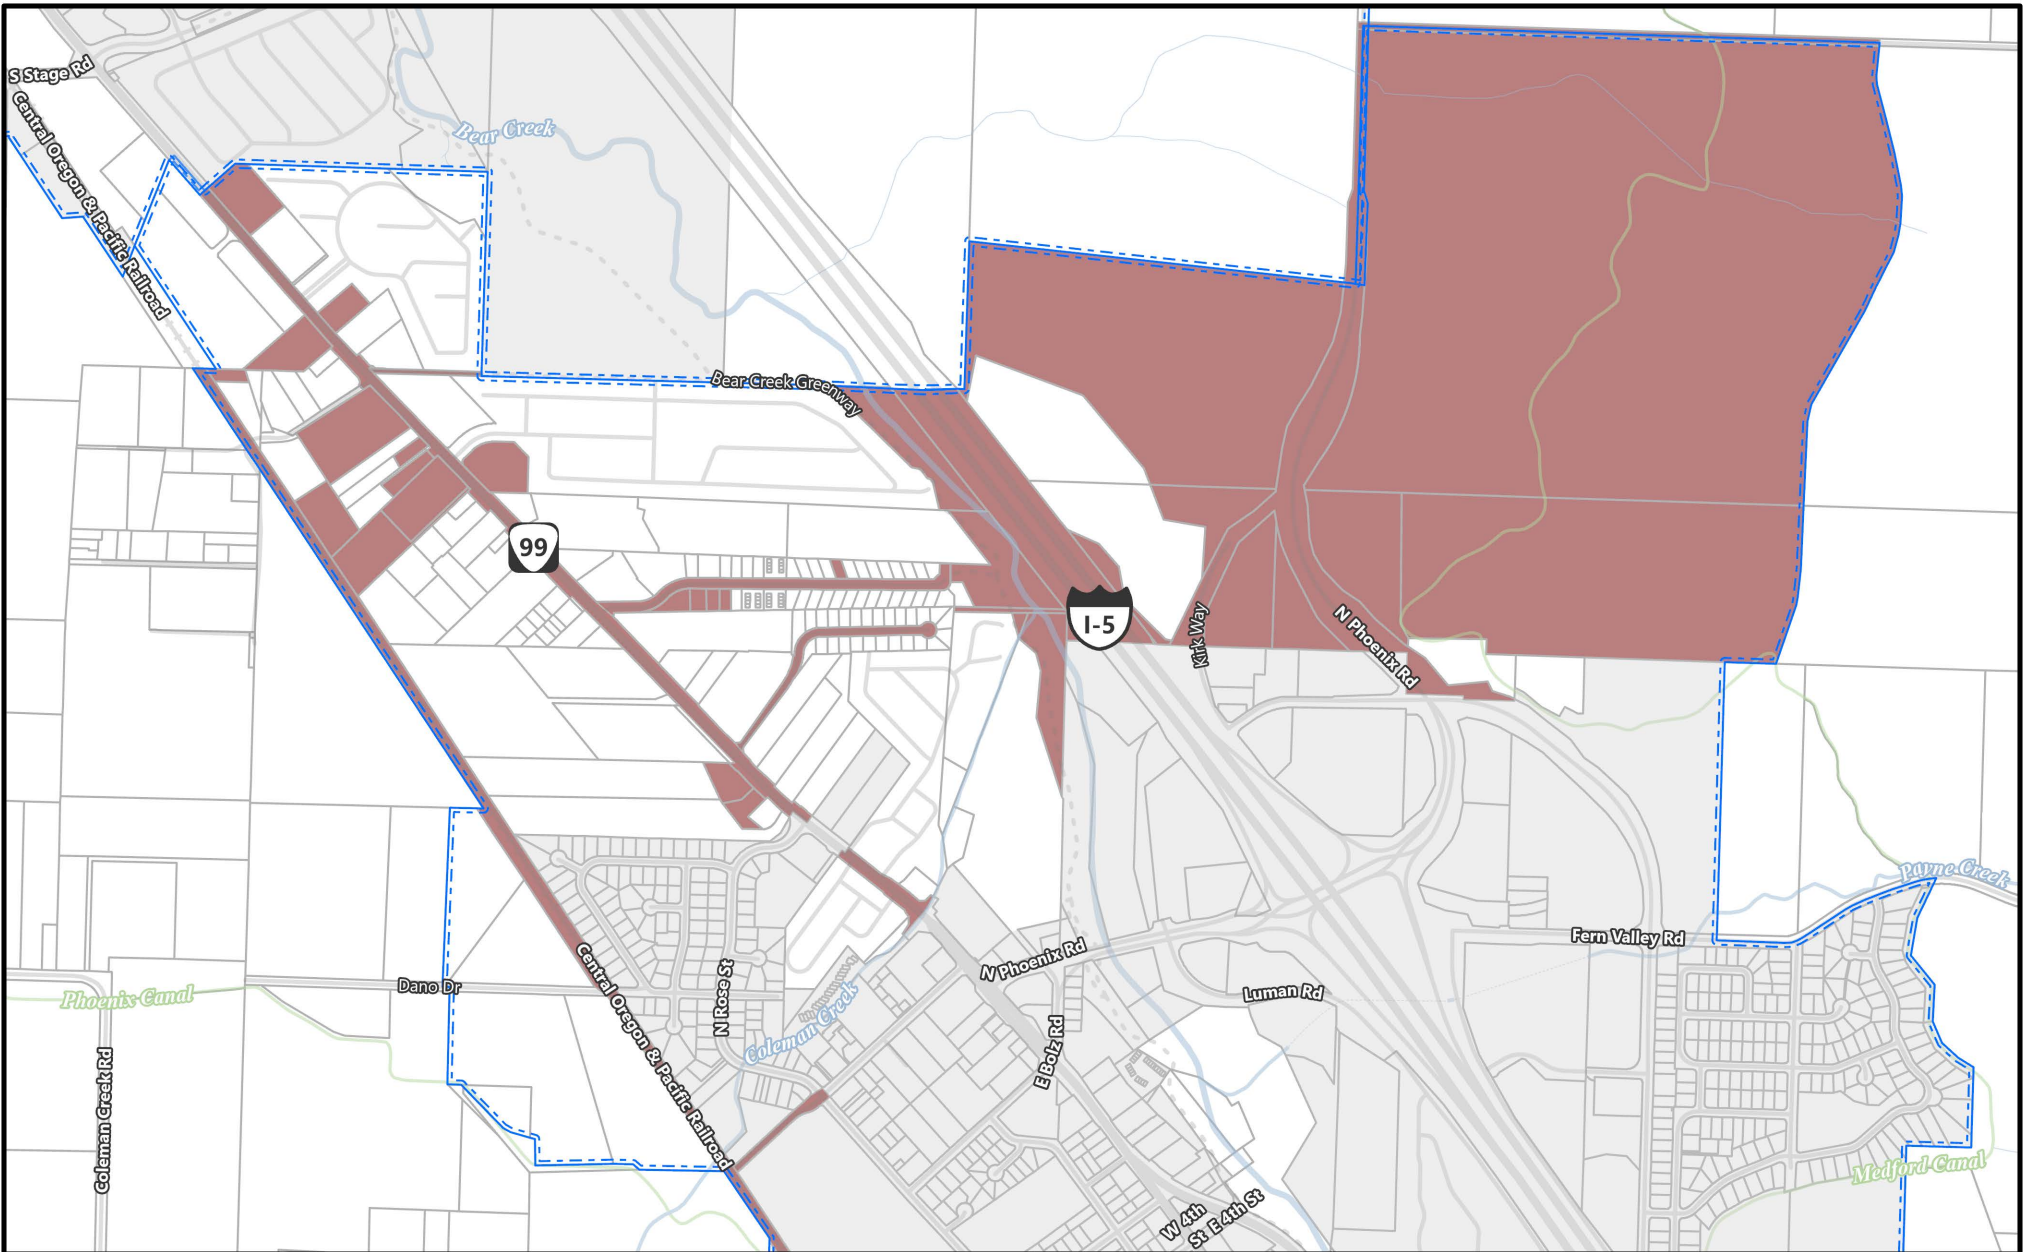 S Stage Rd
Central Oregon & Pacific Railroad
Bear Creek
Bear Creek Greenway
99
I-5
Kirk Way
N Phoenix Rd
Payne Creek
Fern Valley Rd
N Phoenix Rd
Luman Rd
Dano Dr
Phoenix Canal
Coleman Creek Rd
Central Oregon & Pacific Railroad
N Rose St
Coleman Creek
E Bolz Rd
Medford Canal
W 4th
St
E 4th St